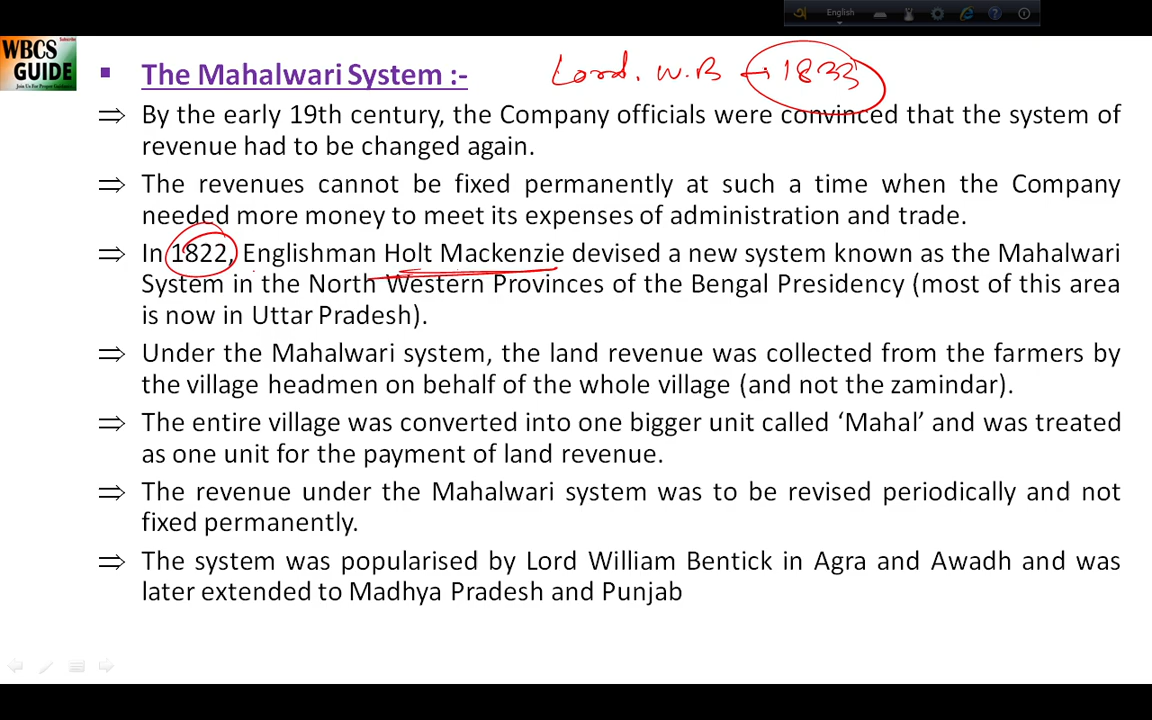 English
Subscribe
WBCS
GUIDE
Join Us For Proper Guidance
Lord. W.B → 1833
▪ The Mahalwari System :-
⇒ By the early 19th century, the Company officials were convinced that the system of
revenue had to be changed again.
⇒ The revenues cannot be fixed permanently at such a time when the Company
needed more money to meet its expenses of administration and trade.
⇒ In 1822, Englishman Holt Mackenzie devised a new system known as the Mahalwari
System in the North Western Provinces of the Bengal Presidency (most of this area
is now in Uttar Pradesh).
⇒ Under the Mahalwari system, the land revenue was collected from the farmers by
the village headmen on behalf of the whole village (and not the zamindar).
⇒ The entire village was converted into one bigger unit called ‘Mahal’ and was treated
as one unit for the payment of land revenue.
⇒ The revenue under the Mahalwari system was to be revised periodically and not
fixed permanently.
⇒ The system was popularised by Lord William Bentick in Agra and Awadh and was
later extended to Madhya Pradesh and Punjab